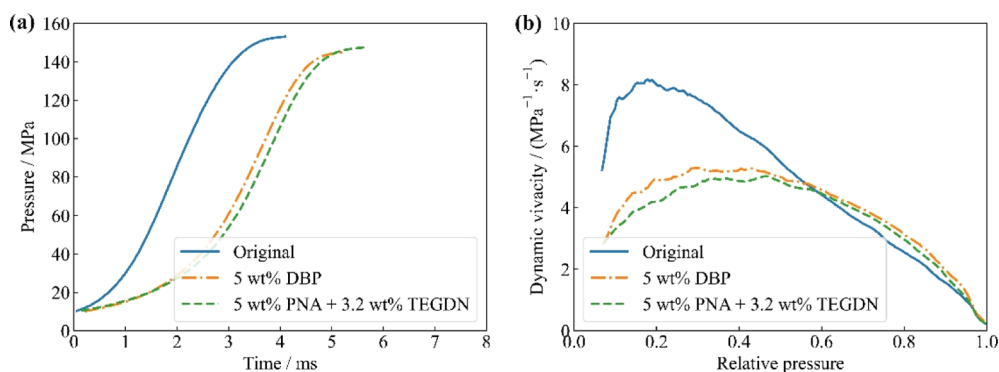 (a)
160
140
120
100
80
60
40
20
0
Pressure / MPa
Original
5 wt% DBP
5 wt% PNA + 3.2 wt% TEGDN
0 1 2 3 4 5 6 7 8
Time / ms
(b)
10
8
6
4
2
0
Dynamic vivacity / (MPa⁻¹·s⁻¹)
Original
5 wt% DBP
5 wt% PNA + 3.2 wt% TEGDN
0.0 0.2 0.4 0.6 0.8 1.0
Relative pressure